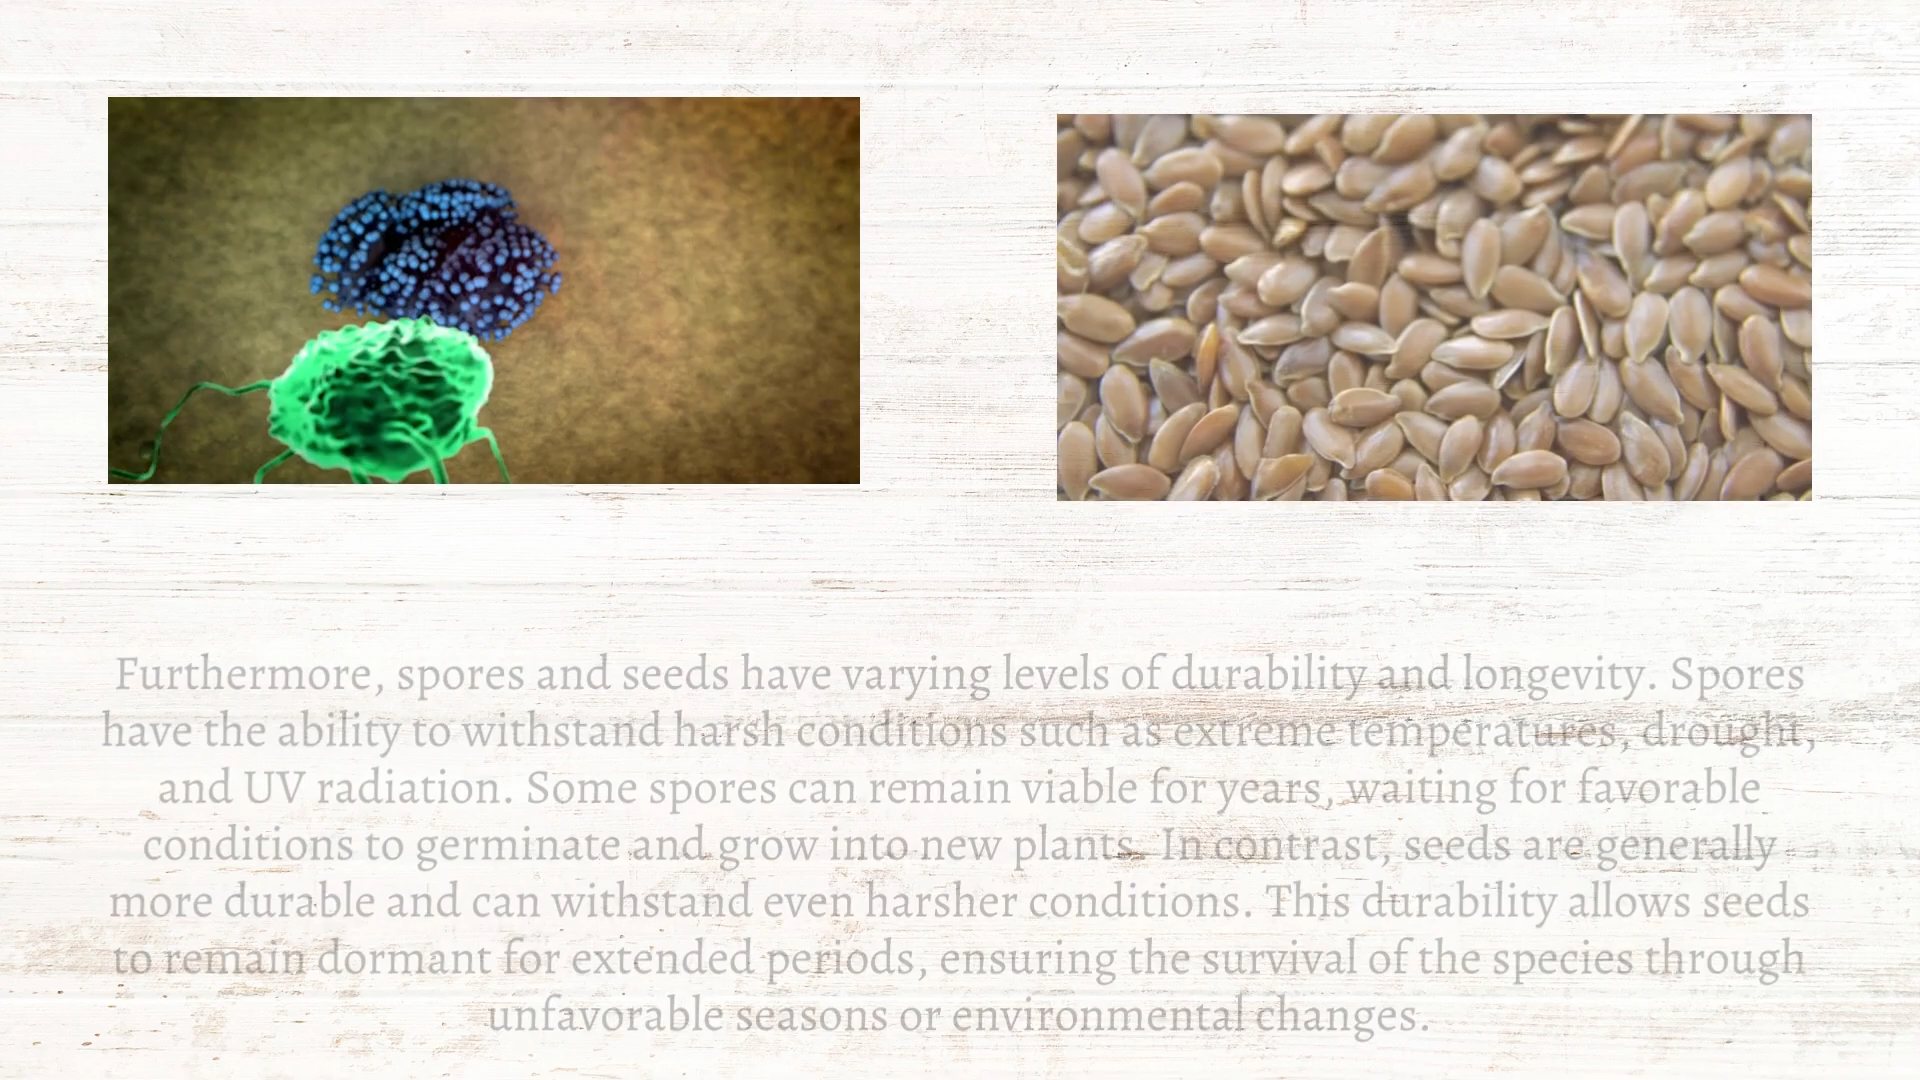 Furthermore, spores and seeds have varying levels of durability and longevity. Spores
have the ability to withstand harsh conditions such as extreme temperatures, drought,
and UV radiation. Some spores can remain viable for years, waiting for favorable
conditions to germinate and grow into new plants. In contrast, seeds are generally
more durable and can withstand even harsher conditions. This durability allows seeds
to remain dormant for extended periods, ensuring the survival of the species through
unfavorable seasons or environmental changes.